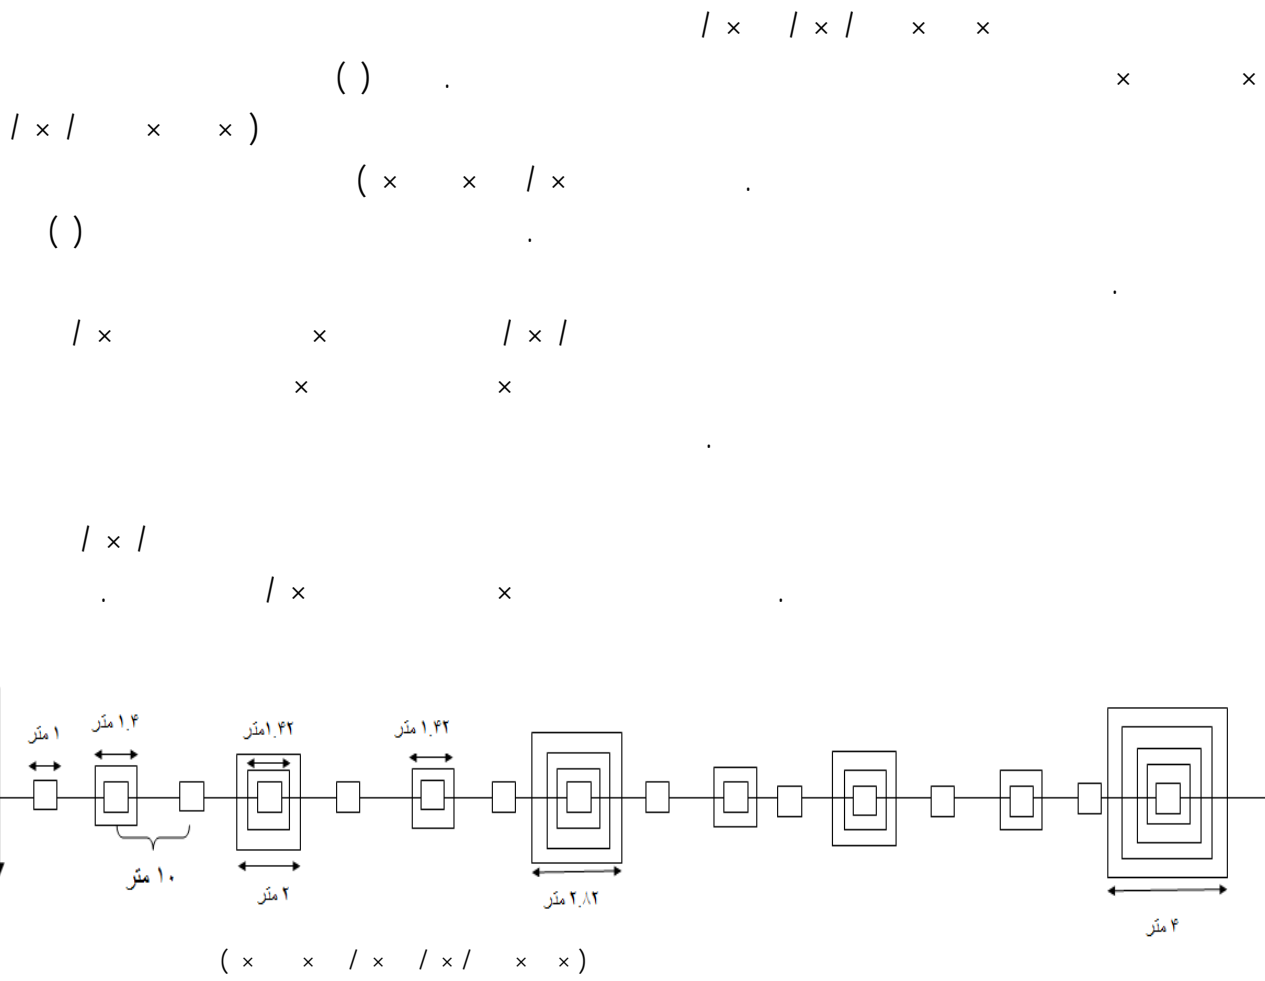 / × / × / × ×
( ) . × ×
/ × / × × )
( × × / × .
( ) .
.
/ × × / × /
× ×
.
/ × /
. / × × .
۱ متر
۱.۴ متر
۱.۴۲متر
۱.۴۲ متر
۱۰ متر
۲ متر
۲.۸۲ متر
۴ متر
( × × / × / × / × × )